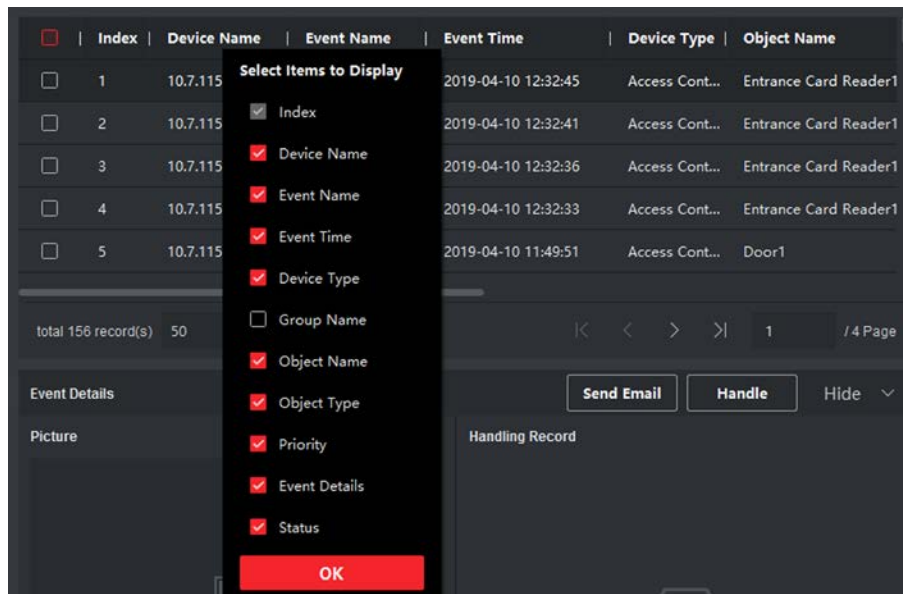 Index | Device Name | Event Name | Event Time | Device Type | Object Name
1 10.7.115 2019-04-10 12:32:45 Access Cont... Entrance Card Reader1
2 10.7.115 2019-04-10 12:32:41 Access Cont... Entrance Card Reader1
3 10.7.115 2019-04-10 12:32:36 Access Cont... Entrance Card Reader1
4 10.7.115 2019-04-10 12:32:33 Access Cont... Entrance Card Reader1
5 10.7.115 2019-04-10 11:49:51 Access Cont... Door1
Select Items to Display
Index
Device Name
Event Name
Event Time
Device Type
Group Name
Object Name
Object Type
Priority
Event Details
Status
OK
total 156 record(s) 50 1 / 4 Page
Event Details Send Email Handle Hide
Picture Handling Record